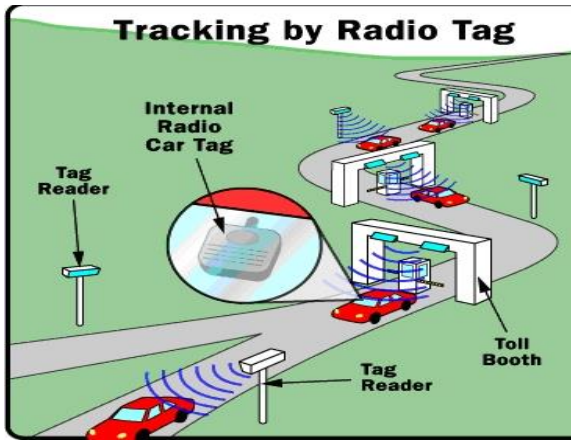 Tracking by Radio Tag
Internal
Radio
Car Tag
Tag
Reader
Toll
Booth
Tag
Reader